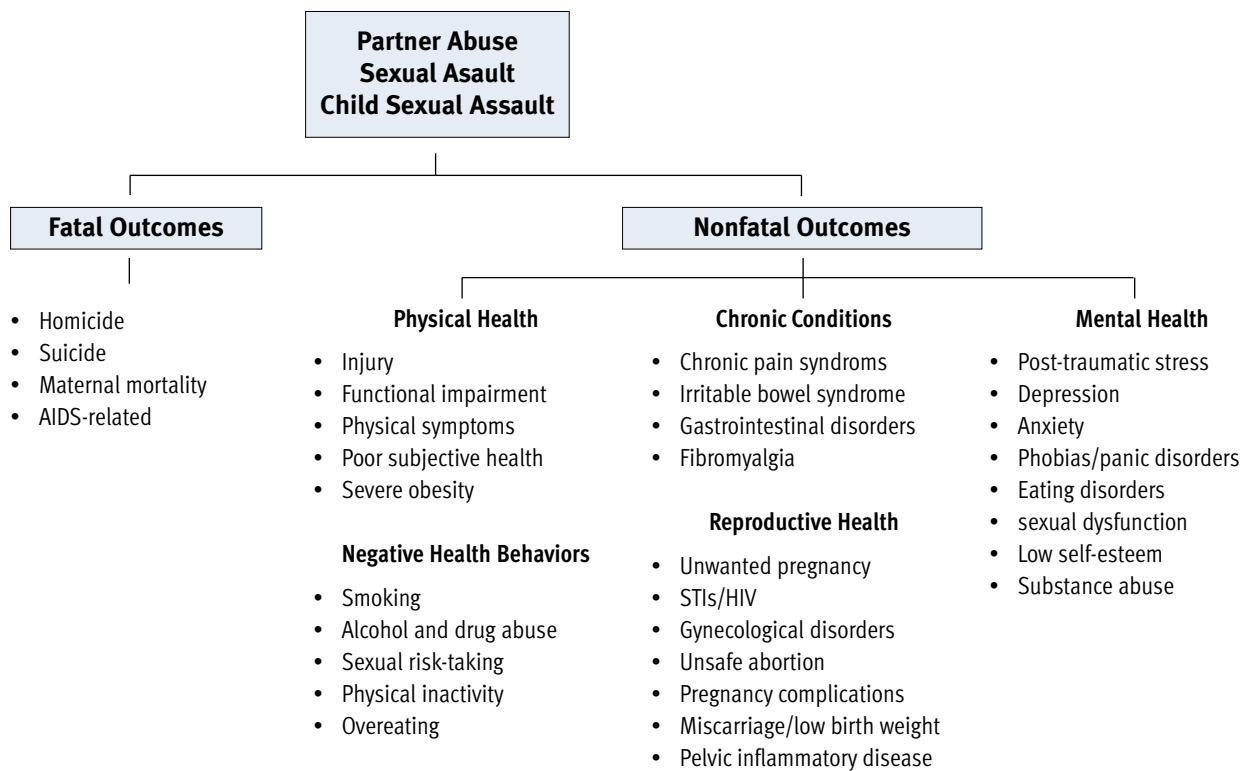 Partner Abuse
Sexual Asault
Child Sexual Assault
Fatal Outcomes
• Homicide
• Suicide
• Maternal mortality
• AIDS-related
Nonfatal Outcomes
Physical Health
• Injury
• Functional impairment
• Physical symptoms
• Poor subjective health
• Severe obesity
Negative Health Behaviors
• Smoking
• Alcohol and drug abuse
• Sexual risk-taking
• Physical inactivity
• Overeating
Chronic Conditions
• Chronic pain syndroms
• Irritable bowel syndrome
• Gastrointestinal disorders
• Fibromyalgia
Reproductive Health
• Unwanted pregnancy
• STIs/HIV
• Gynecological disorders
• Unsafe abortion
• Pregnancy complications
• Miscarriage/low birth weight
• Pelvic inflammatory disease
Mental Health
• Post-traumatic stress
• Depression
• Anxiety
• Phobias/panic disorders
• Eating disorders
• sexual dysfunction
• Low self-esteem
• Substance abuse